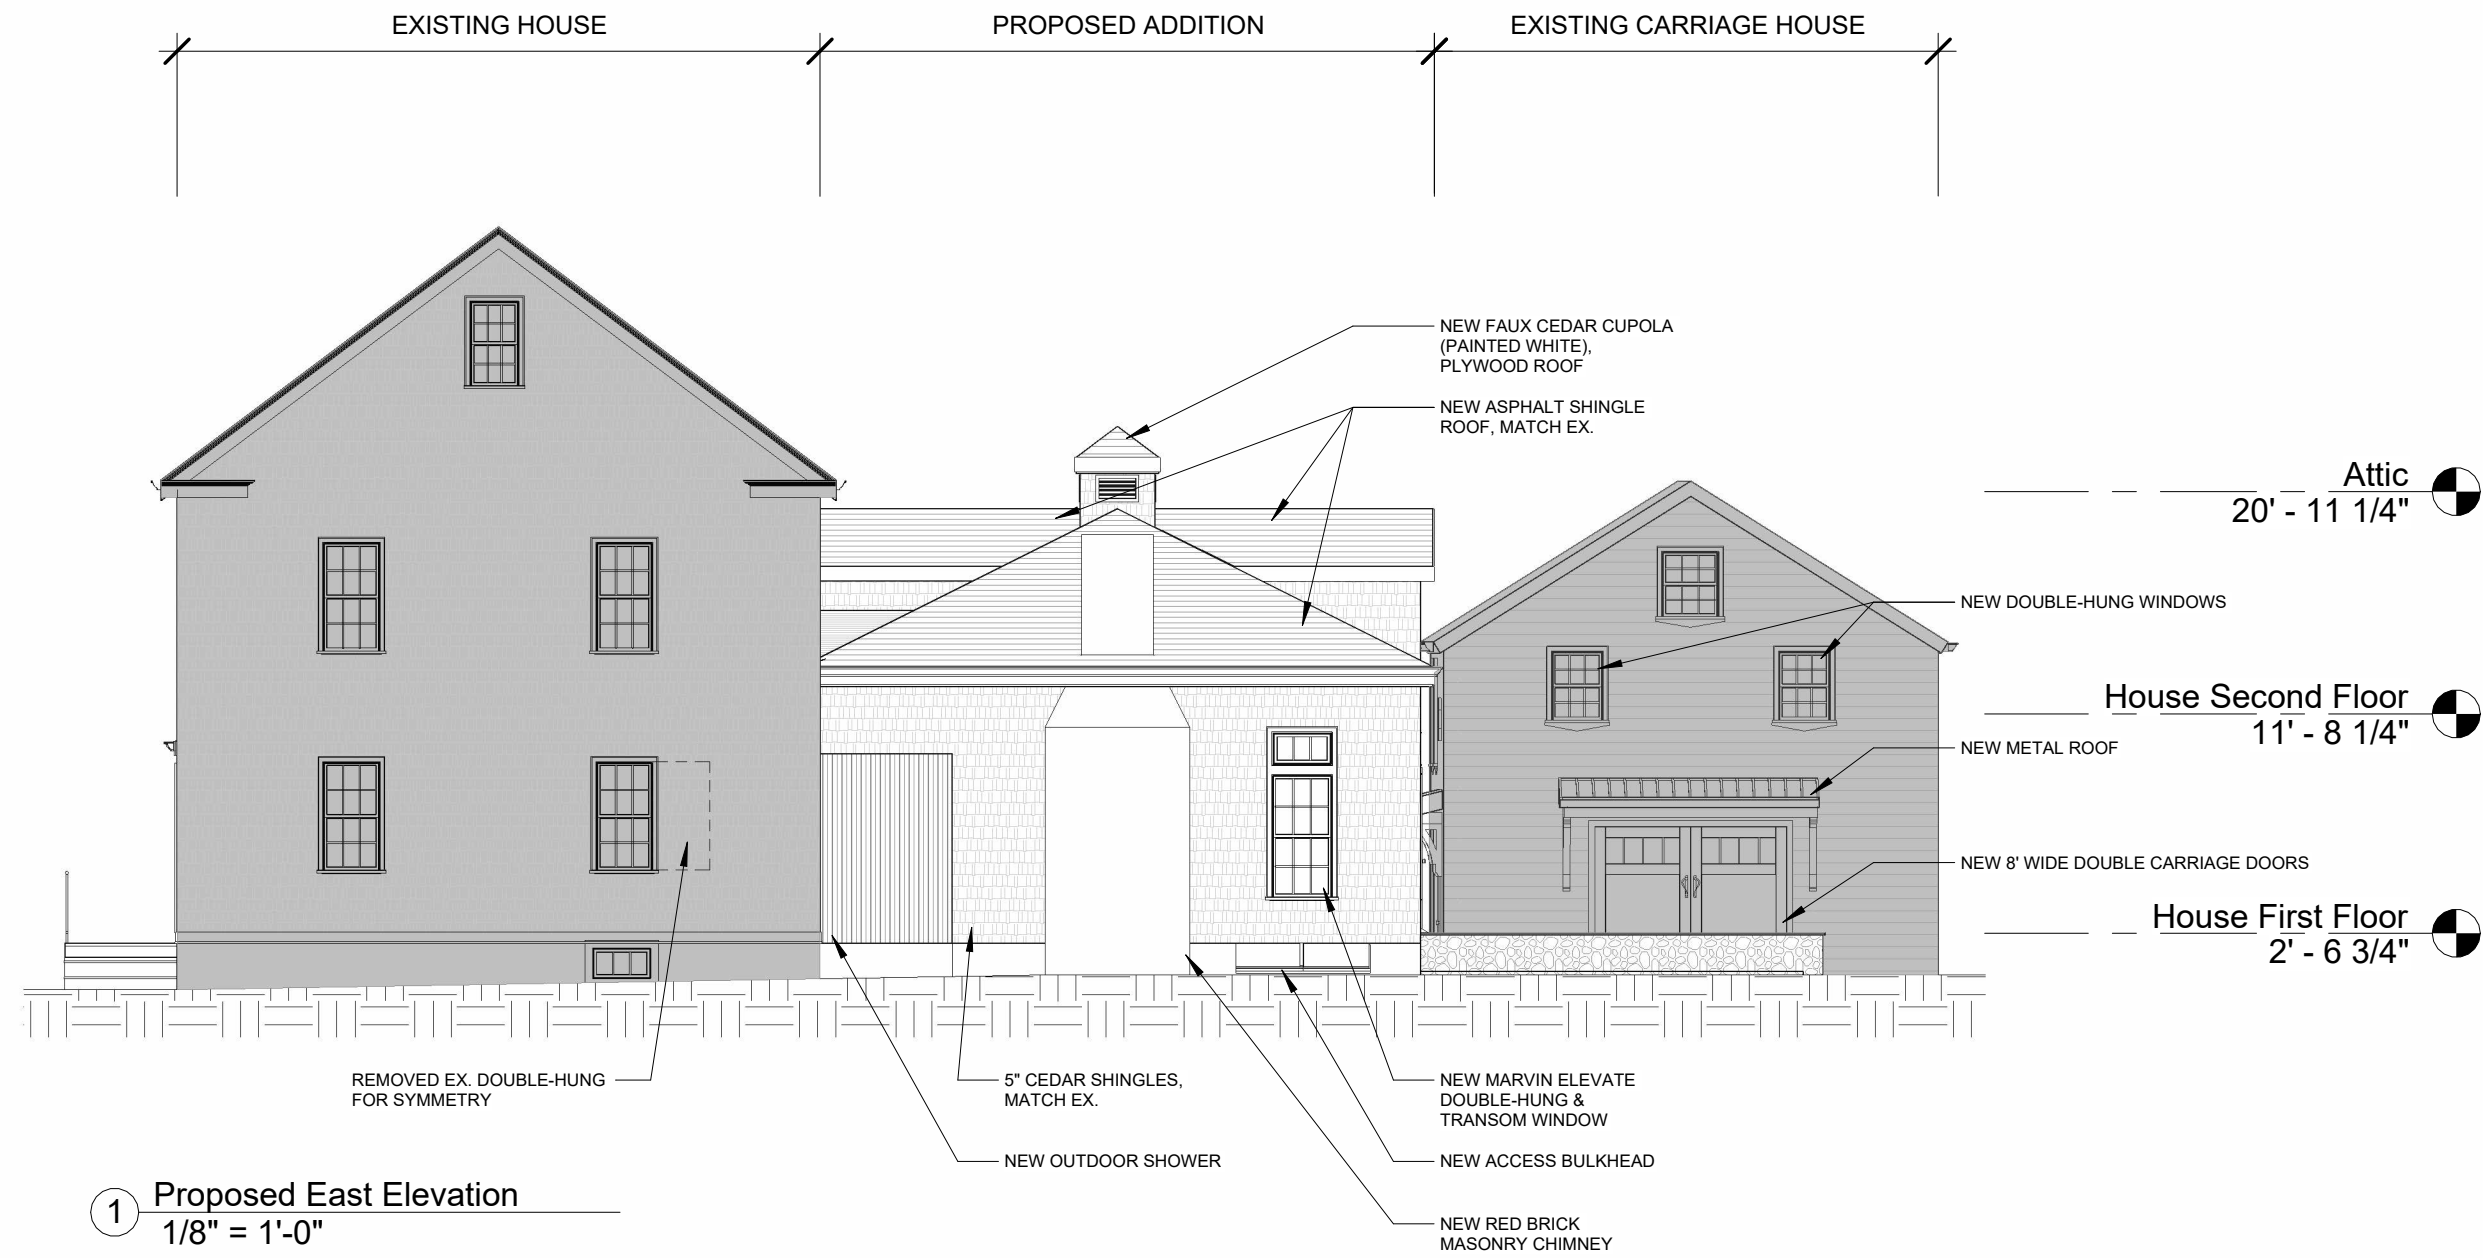 EXISTING HOUSE
PROPOSED ADDITION
EXISTING CARRIAGE HOUSE
NEW FAUX CEDAR CUPOLA
(PAINTED WHITE),
PLYWOOD ROOF
NEW ASPHALT SHINGLE
ROOF, MATCH EX.
Attic
20' - 11 1/4"
NEW DOUBLE-HUNG WINDOWS
House Second Floor
11' - 8 1/4"
NEW METAL ROOF
NEW 8' WIDE DOUBLE CARRIAGE DOORS
House First Floor
2' - 6 3/4"
REMOVED EX. DOUBLE-HUNG
FOR SYMMETRY
5" CEDAR SHINGLES,
MATCH EX.
NEW MARVIN ELEVATE
DOUBLE-HUNG &
TRANSOM WINDOW
NEW OUTDOOR SHOWER
NEW ACCESS BULKHEAD
NEW RED BRICK
MASONRY CHIMNEY
1
Proposed East Elevation
1/8" = 1'-0"